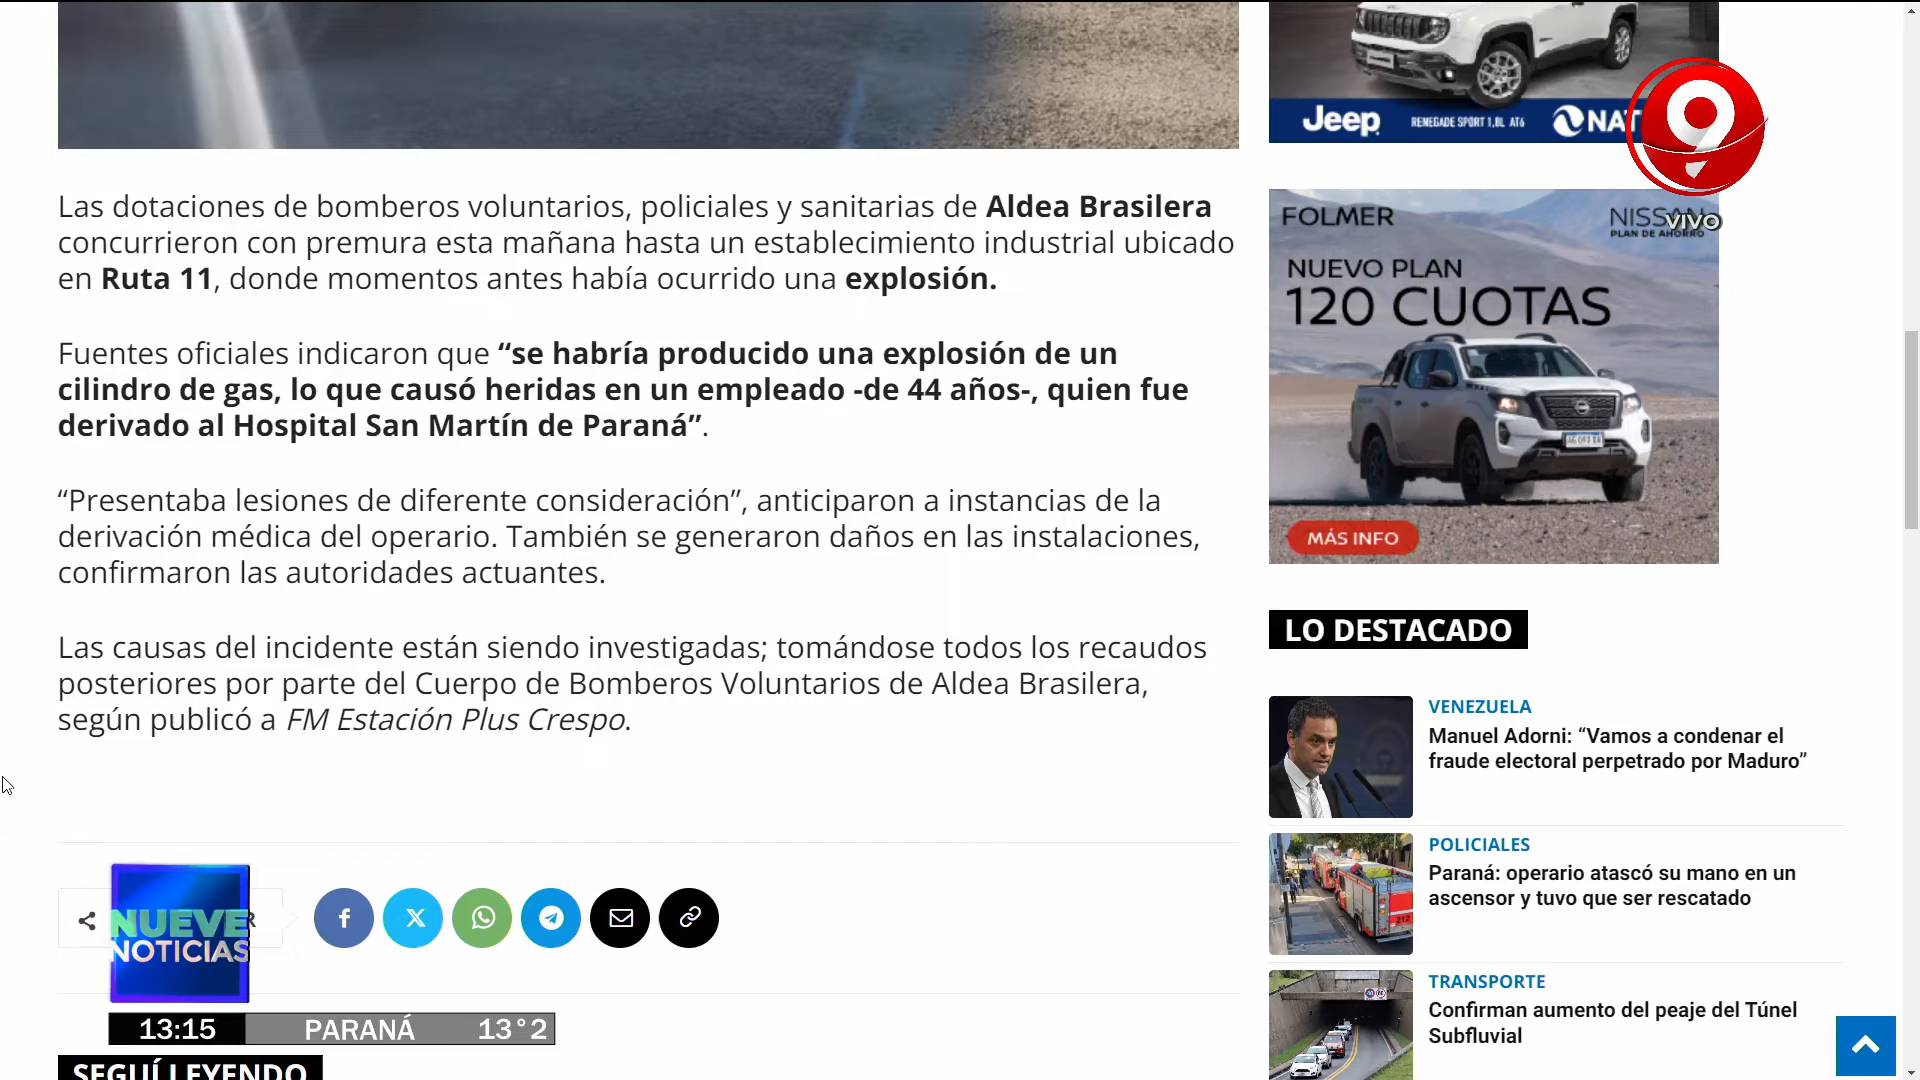 Las dotaciones de bomberos voluntarios, policiales y sanitarias de Aldea Brasilera
concurrieron con premura esta mañana hasta un establecimiento industrial ubicado
en Ruta 11, donde momentos antes había ocurrido una explosión.
Fuentes oficiales indicaron que “se habría producido una explosión de un
cilindro de gas, lo que causó heridas en un empleado -de 44 años-, quien fue
derivado al Hospital San Martín de Paraná”.
“Presentaba lesiones de diferente consideración”, anticiparon a instancias de la
derivación médica del operario. También se generaron daños en las instalaciones,
confirmaron las autoridades actuantes.
Las causas del incidente están siendo investigadas; tomándose todos los recaudos
posteriores por parte del Cuerpo de Bomberos Voluntarios de Aldea Brasilera,
según publicó a FM Estación Plus Crespo.
R
NUEVE
NOTICIAS
13:15 PARANÁ 13°2
SEGUÍ LEYENDO
Jeep RENEGADE SPORT 1,8L AT6 NAT
9
VIVO
FOLMER NISSAN
PLAN DE AHORRO
NUEVO PLAN
120 CUOTAS
MÁS INFO
LO DESTACADO
VENEZUELA
Manuel Adorni: “Vamos a condenar el
fraude electoral perpetrado por Maduro”
POLICIALES
Paraná: operario atascó su mano en un
ascensor y tuvo que ser rescatado
212
TRANSPORTE
Confirman aumento del peaje del Túnel
Subfluvial